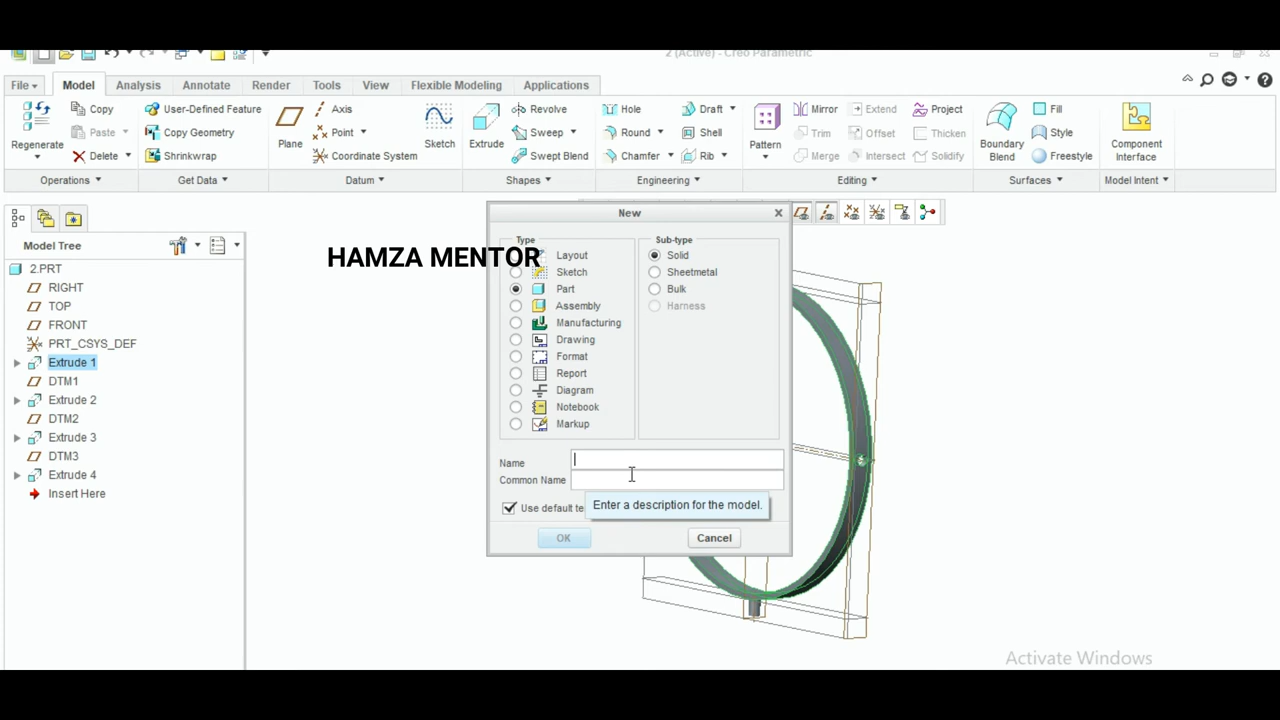 2 (Active) - Creo Parametric
File Model Analysis Annotate Render Tools View Flexible Modeling Applications
Regenerate
Copy
Paste
Delete
User-Defined Feature
Copy Geometry
Shrinkwrap
Plane
Axis
Point
Coordinate System
Sketch
Extrude
Revolve
Sweep
Swept Blend
Hole
Round
Chamfer
Draft
Shell
Rib
Pattern
Mirror
Trim
Merge
Extend
Offset
Intersect
Project
Thicken
Solidify
Boundary
Blend
Fill
Style
Freestyle
Component
Interface
Operations Get Data Datum Shapes Engineering Editing Surfaces Model Intent
Model Tree
2.PRT
RIGHT
TOP
FRONT
PRT_CSYS_DEF
Extrude 1
DTM1
Extrude 2
DTM2
Extrude 3
DTM3
Extrude 4
Insert Here
HAMZA MENTOR
New
Type
Layout
Sketch
Part
Assembly
Manufacturing
Drawing
Format
Report
Diagram
Notebook
Markup
Sub-type
Solid
Sheetmetal
Bulk
Harness
Name
Common Name
Use default te
Enter a description for the model.
OK
Cancel
Activate Windows